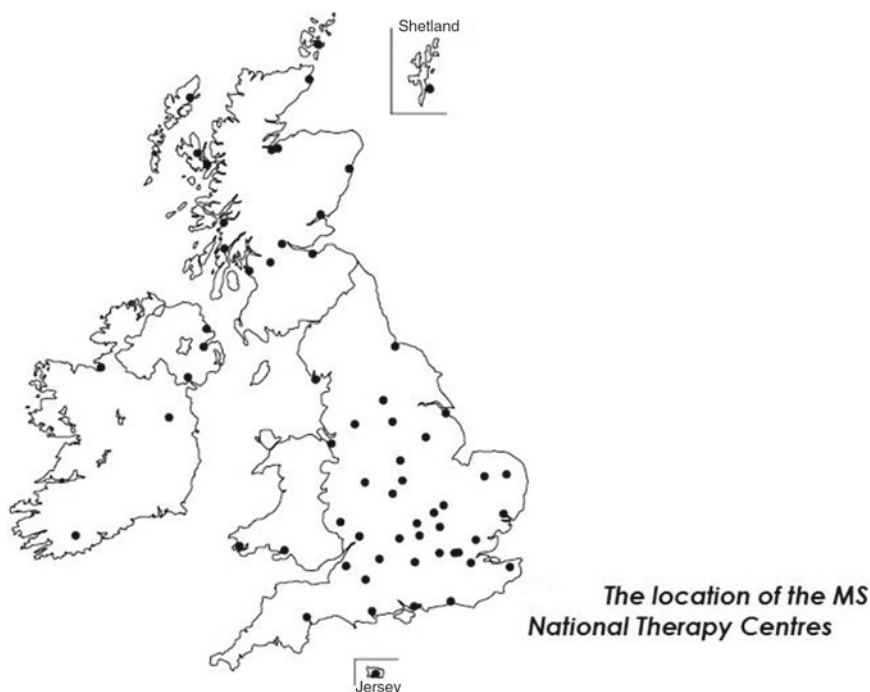 Shetland
The location of the MS
National Therapy Centres
Jersey